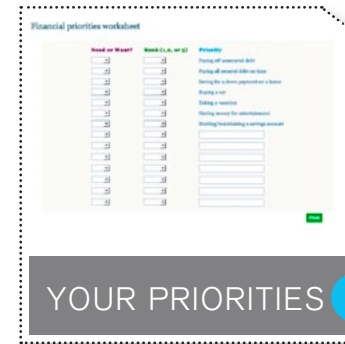 Financial priorities worksheet
Need or Want? Rank (1,2, or 3) Priority
Paying off unsecured debt
Paying all secured debt on time
Saving for a down payment on a home
Buying a car
Taking a vacation
Having money for entertainment
Starting/maintaining a savings account
Print
YOUR PRIORITIES